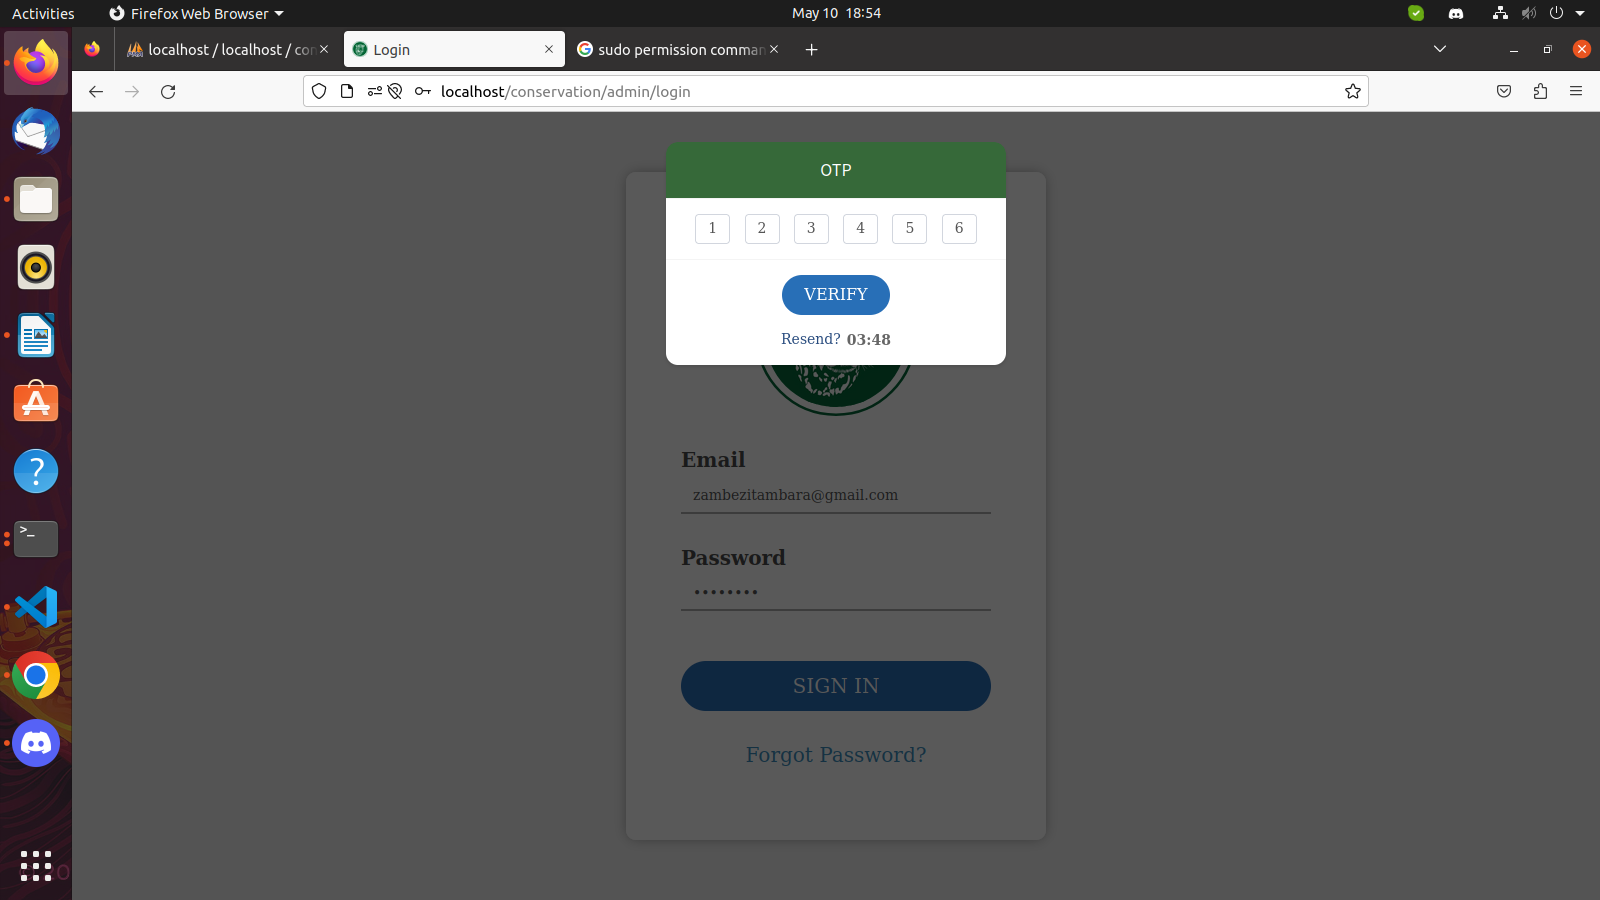 Activities Firefox Web Browser May 10 18:54
localhost / localhost / con Login sudo permission comman
localhost/conservation/admin/login
OTP
1 2 3 4 5 6
VERIFY
Resend? 03:48
Email
zambezitambara@gmail.com
Password
SIGN IN
Forgot Password?